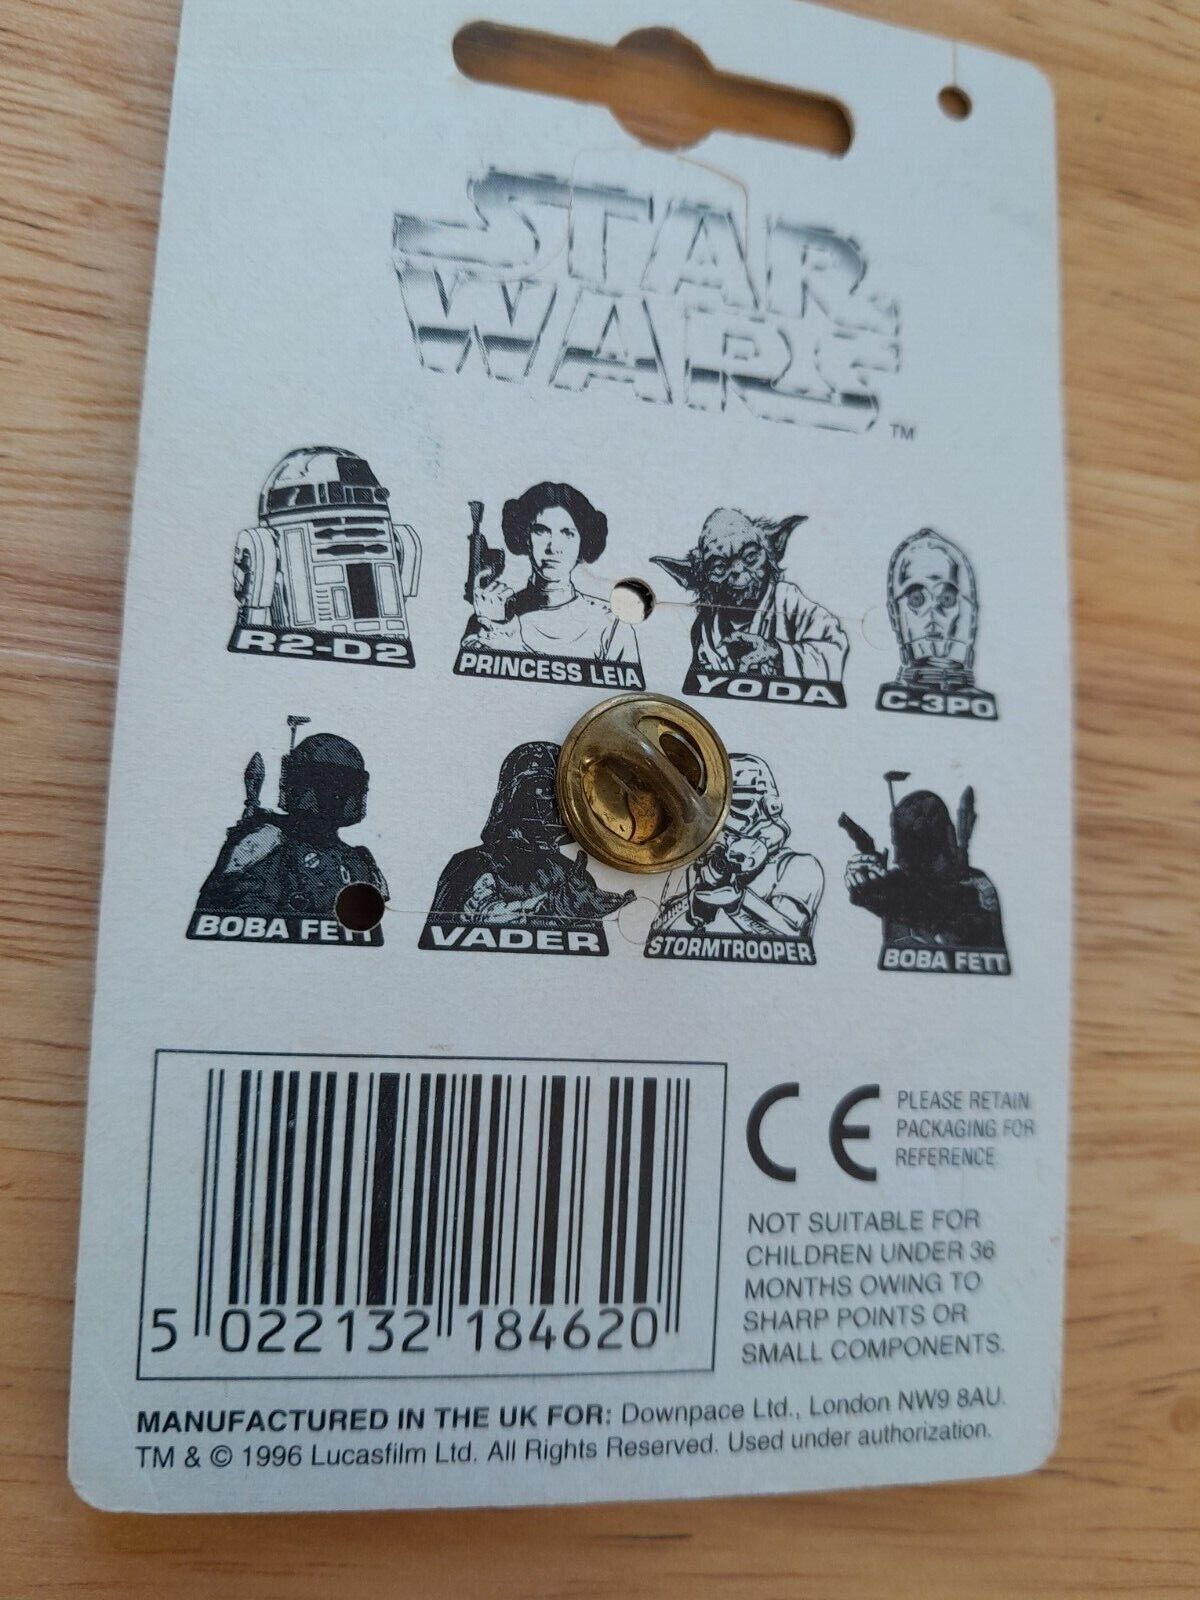 STAR
WARS
™
R2-D2
PRINCESS LEIA
YODA
C-3PO
BOBA FETT
VADER
STORMTROOPER
BOBA FETT
5 022132 184620
CE
PLEASE RETAIN
PACKAGING FOR
REFERENCE.
NOT SUITABLE FOR
CHILDREN UNDER 36
MONTHS OWING TO
SHARP POINTS OR
SMALL COMPONENTS.
MANUFACTURED IN THE UK FOR: Downpace Ltd., London NW9 8AU.
TM & © 1996 Lucasfilm Ltd. All Rights Reserved. Used under authorization.